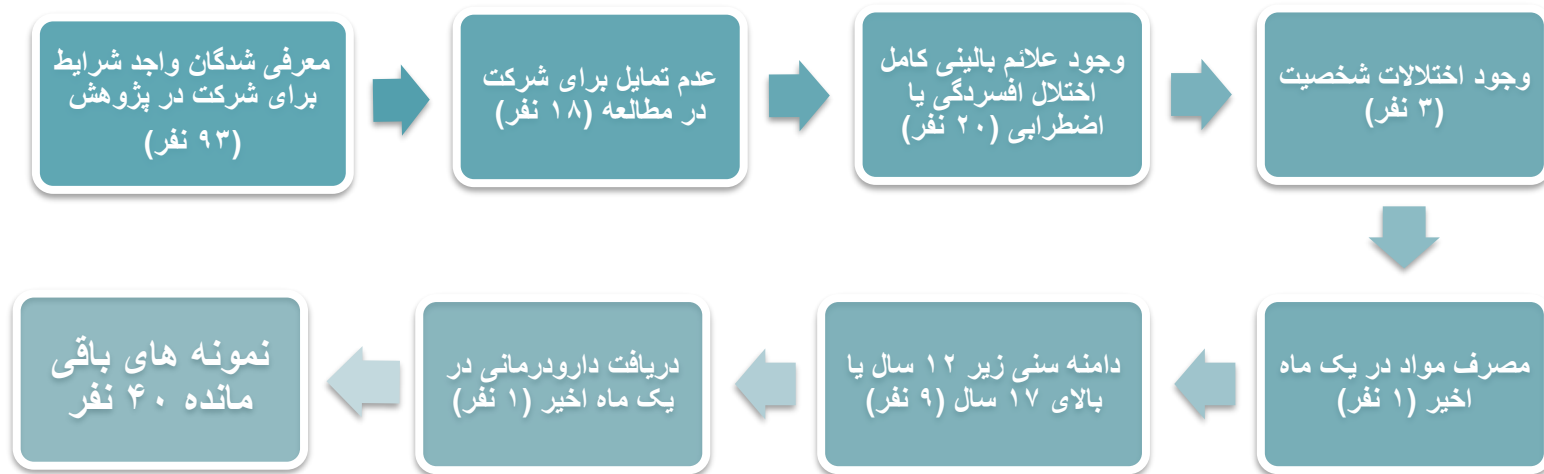 معرفی شدگان واجد شرایط
برای شرکت در پژوهش
(۹۳ نفر)
عدم تمایل برای شرکت
در مطالعه (۱۸ نفر)
وجود علائم بالینی کامل
اختلال افسردگی یا
اضطرابی (۲۰ نفر)
وجود اختلالات شخصیت
(۳ نفر)
مصرف مواد در یک ماه
اخیر (۱ نفر)
دامنه سنی زیر ۱۲ سال یا
بالای ۱۷ سال (۹ نفر)
دریافت دارودرمانی در
یک ماه اخیر (۱ نفر)
نمونه های باقی
مانده ۴۰ نفر